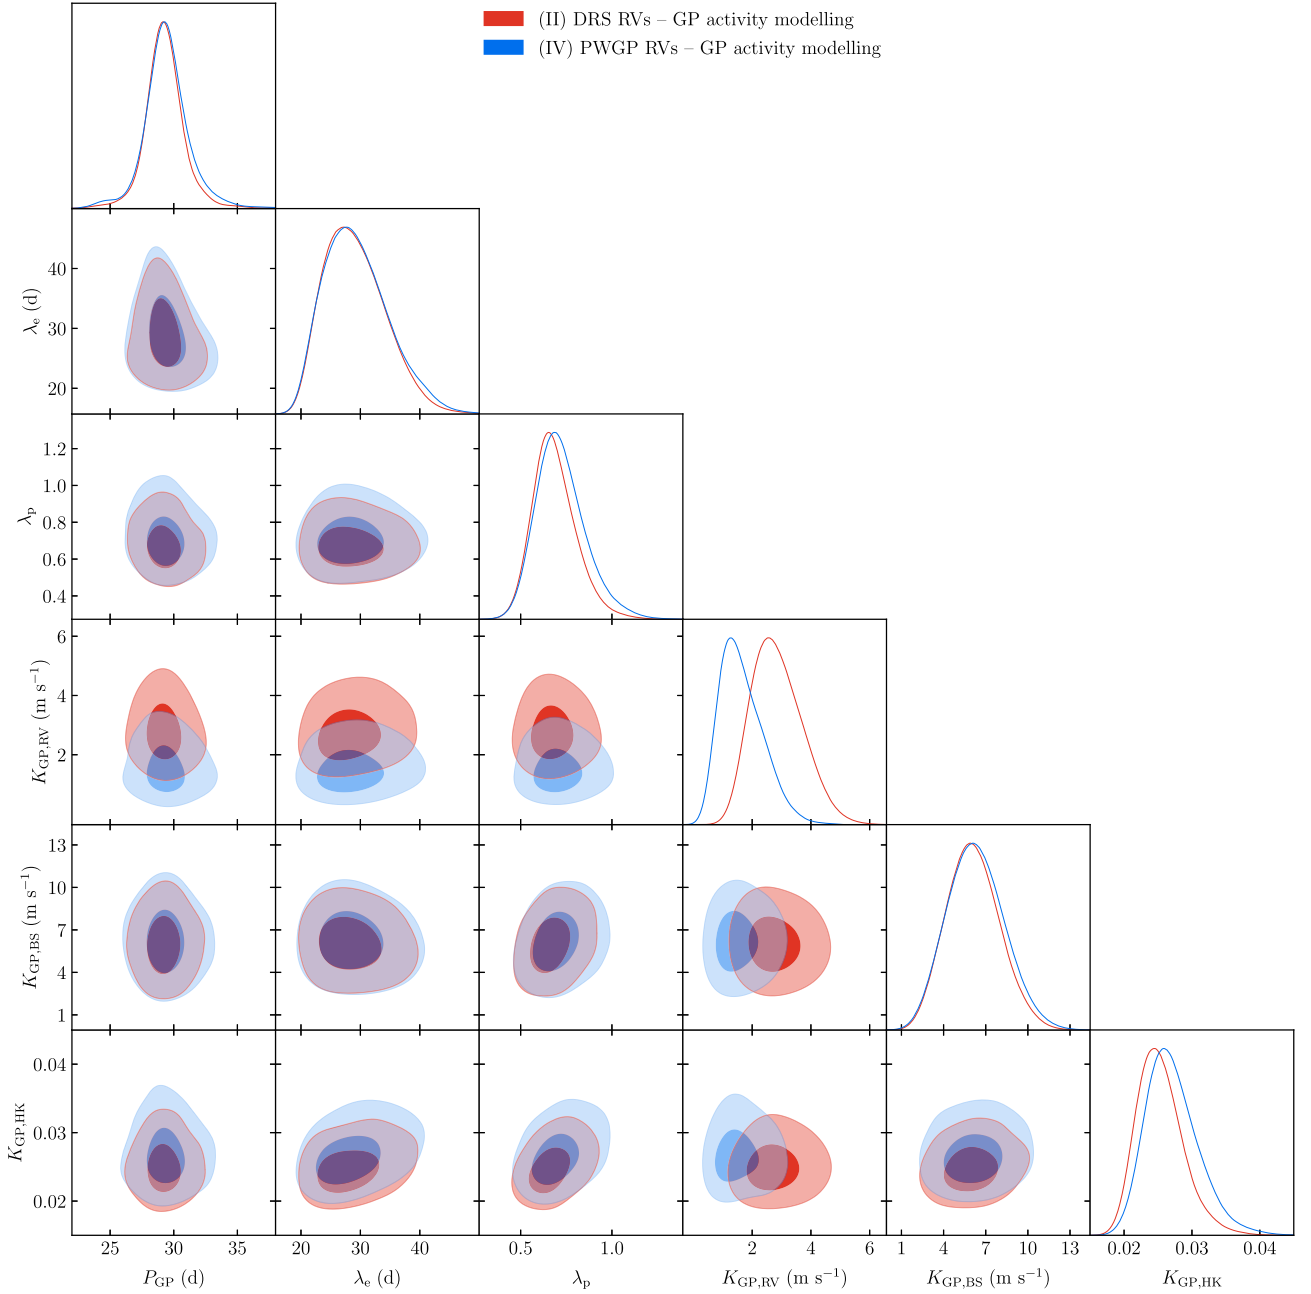 (II) DRS RVs – GP activity modelling
(IV) PWGP RVs – GP activity modelling
40
30
20
λe (d)
1.2
1.0
0.8
0.6
0.4
λp
6
4
2
KGP,RV (m s−1)
13
10
7
4
1
KGP,BS (m s−1)
0.04
0.03
0.02
KGP,HK
25 30 35 20 30 40 0.5 1.0 2 4 6 1 4 7 10 13 0.02 0.03 0.04
PGP (d) λe (d) λp KGP,RV (m s−1) KGP,BS (m s−1) KGP,HK